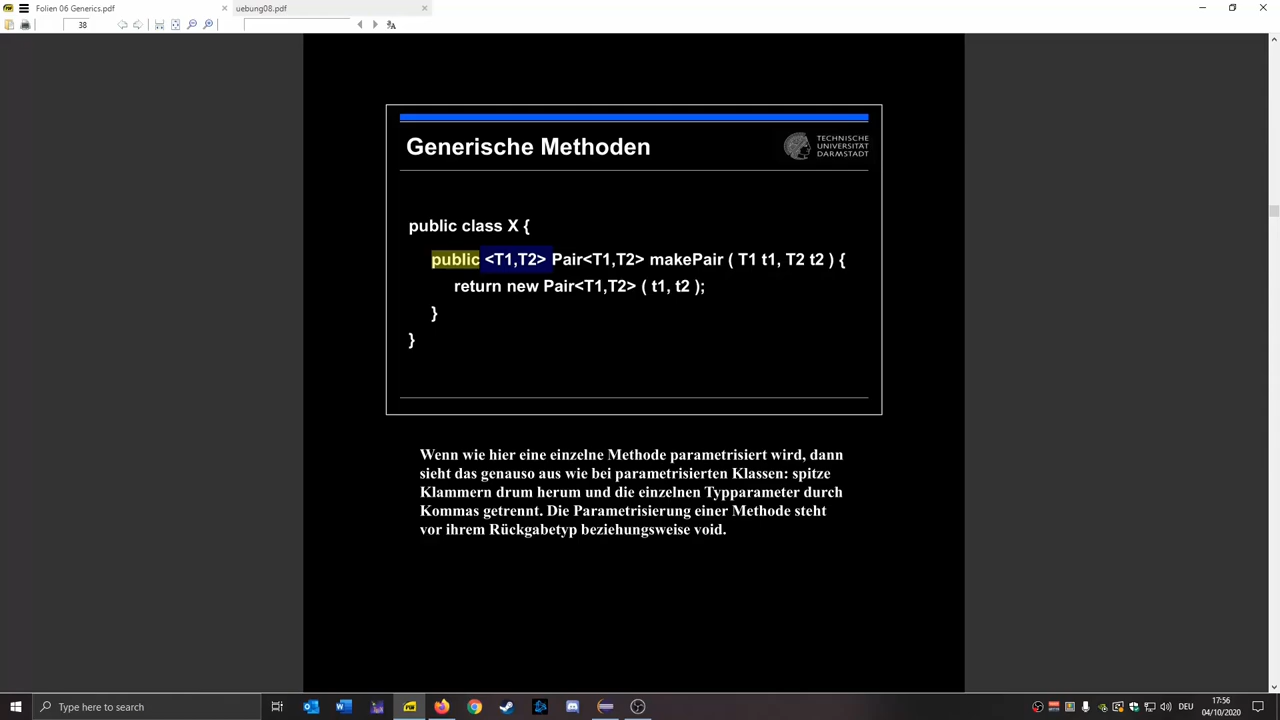 Folien 06 Generics.pdf
uebung08.pdf
38
Generische Methoden
TECHNISCHE
UNIVERSITÄT
DARMSTADT
public class X {
public <T1,T2> Pair<T1,T2> makePair ( T1 t1, T2 t2 ) {
return new Pair<T1,T2> ( t1, t2 );
}
}
Wenn wie hier eine einzelne Methode parametrisiert wird, dann
sieht das genauso aus wie bei parametrisierten Klassen: spitze
Klammern drum herum und die einzelnen Typparameter durch
Kommas getrennt. Die Parametrisierung einer Methode steht
vor ihrem Rückgabetyp beziehungsweise void.
Type here to search
DEU
17:56
04/10/2020